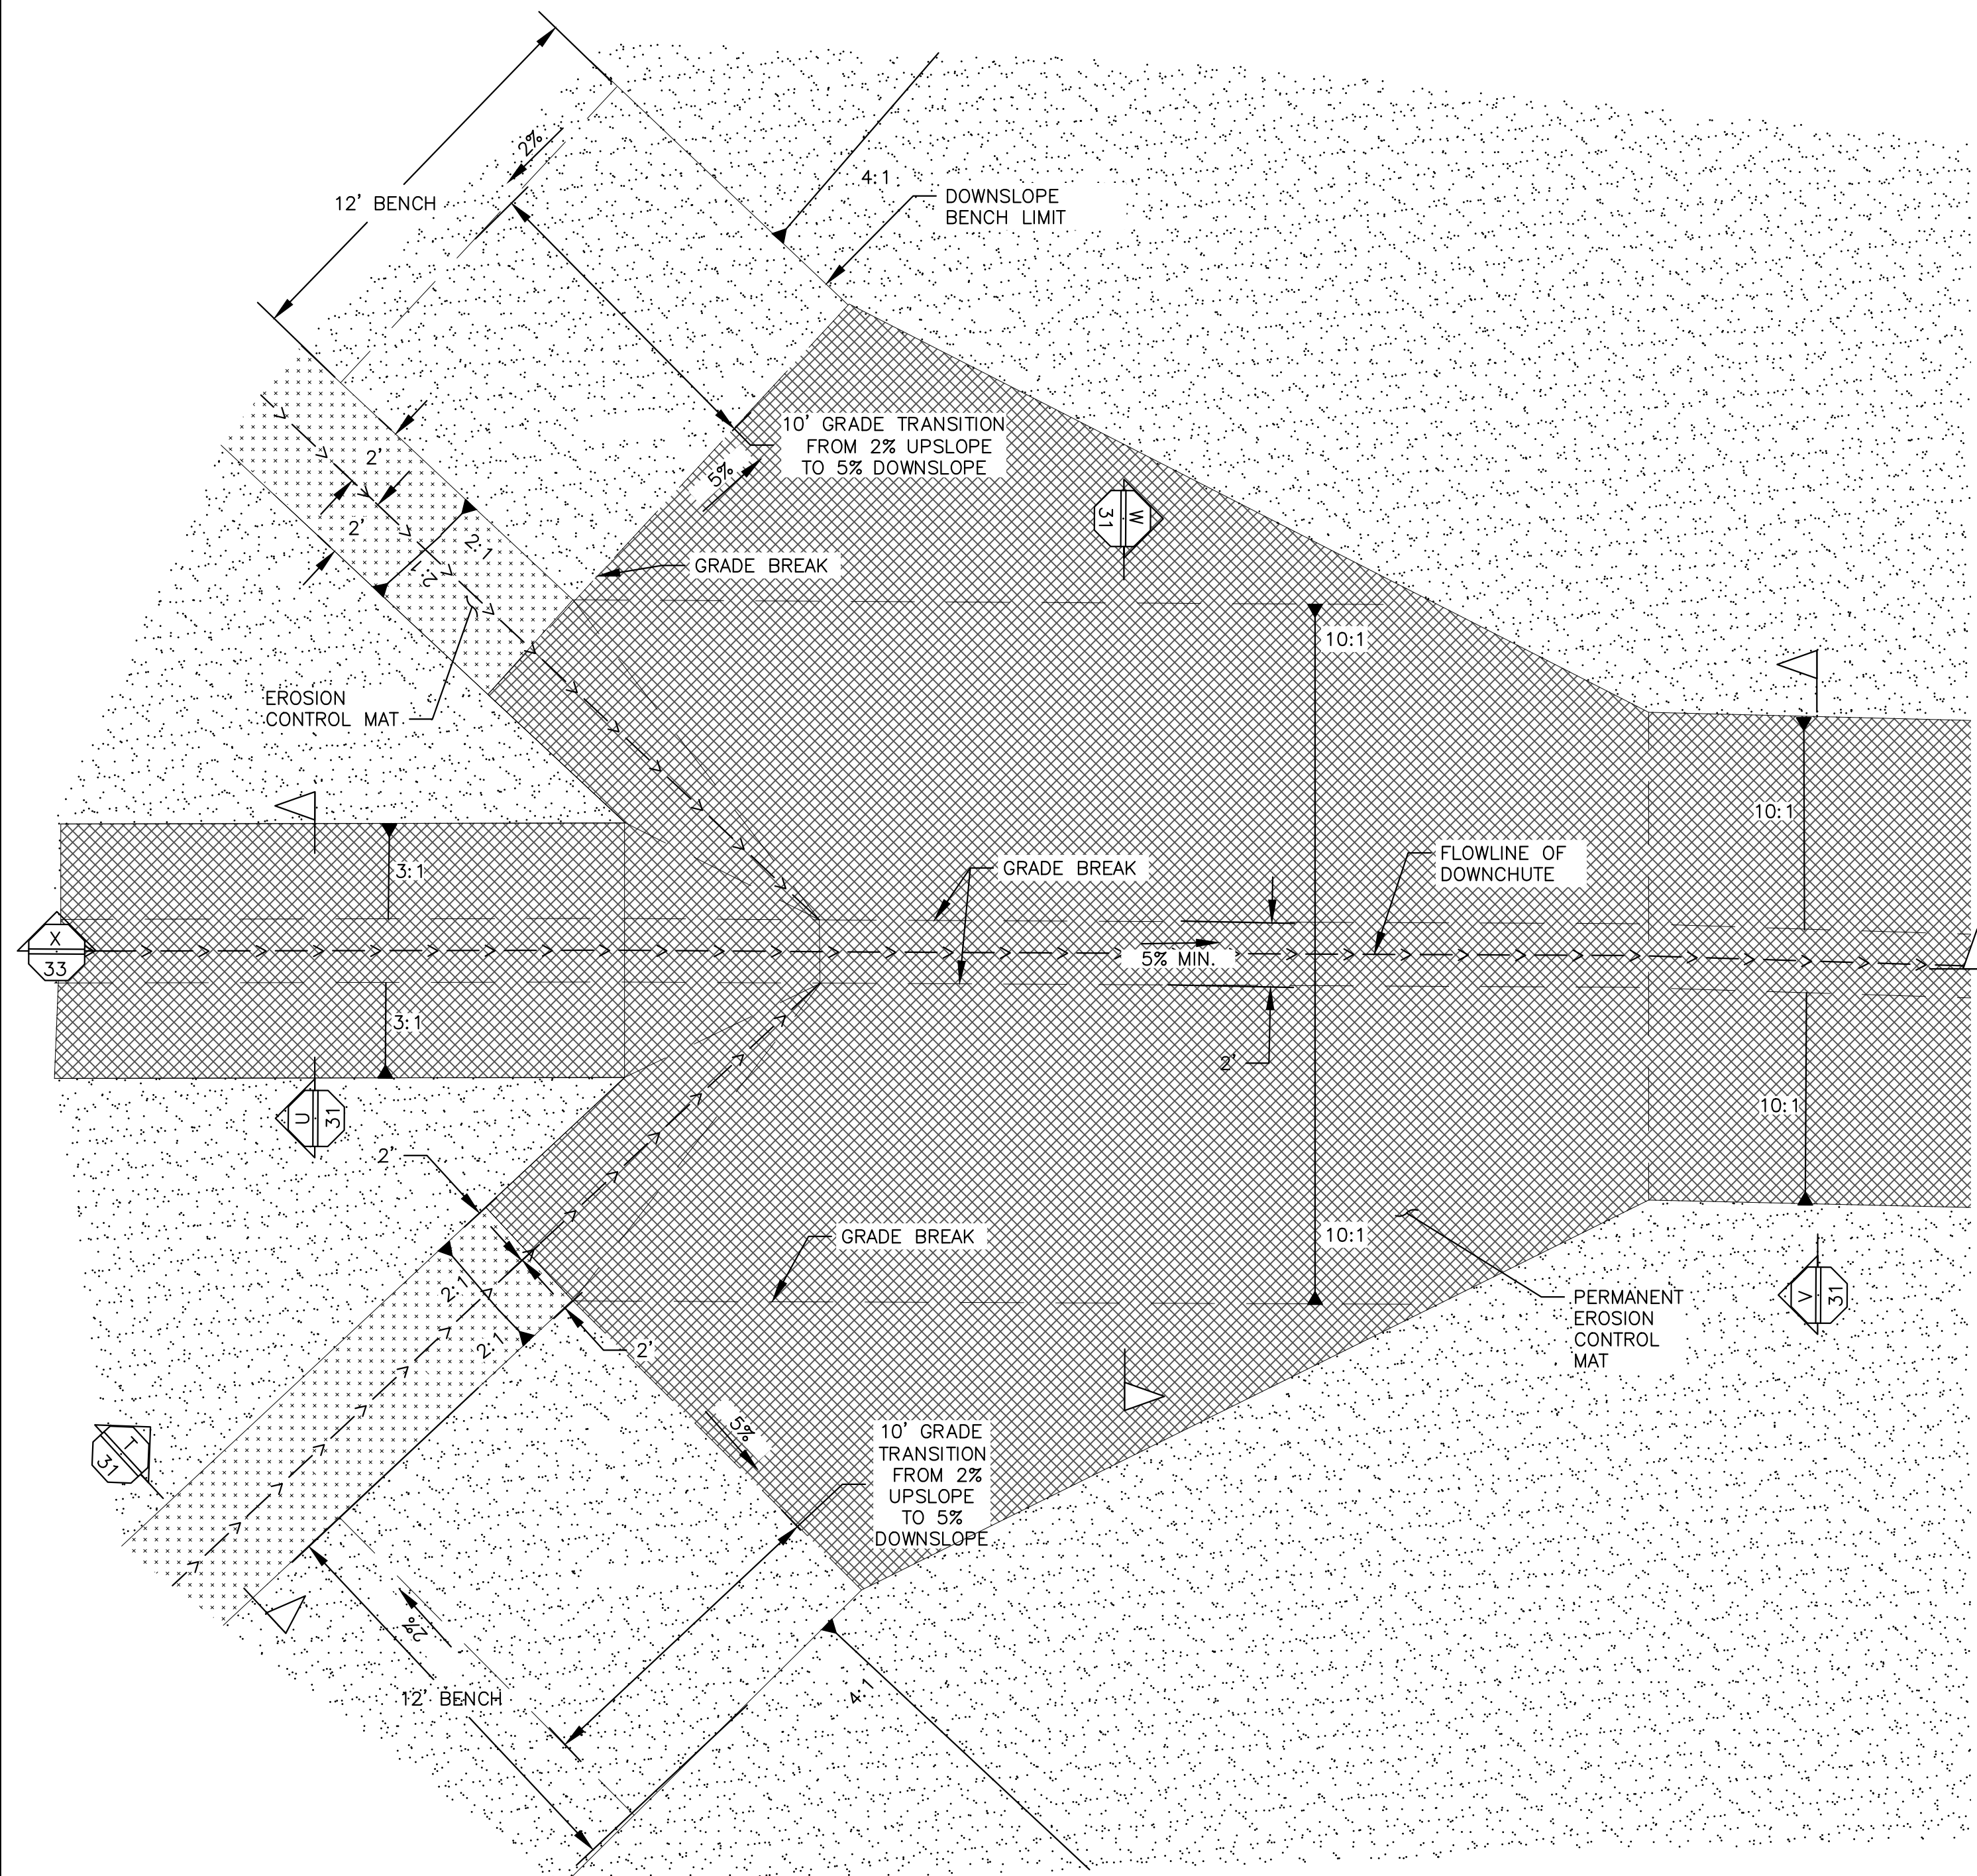 2%
4:1
12' BENCH
DOWNSLOPE
BENCH LIMIT
10' GRADE TRANSITION
FROM 2% UPSLOPE
TO 5% DOWNSLOPE
2'
5%
2'
2:1
2:1
W
31
GRADE BREAK
10:1
EROSION
CONTROL MAT
10:1
3:1
GRADE BREAK
FLOWLINE OF
DOWNCHUTE
X
33
5% MIN.
3:1
2'
10:1
U
31
2'
GRADE BREAK
10:1
2:1
2:1
2'
V
31
PERMANENT
EROSION
CONTROL
MAT
T
31
5%
10' GRADE
TRANSITION
FROM 2%
UPSLOPE
TO 5%
DOWNSLOPE
2%
12' BENCH
4:1